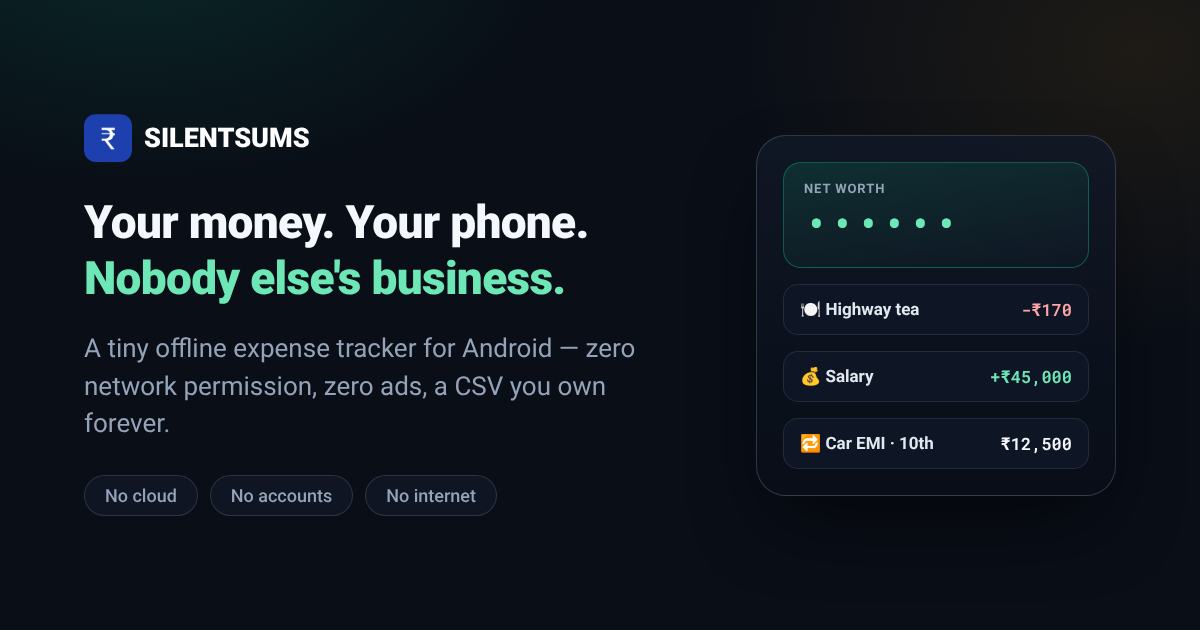 ₹ SILENTSUMS
Your money. Your phone.
Nobody else's business.
A tiny offline expense tracker for Android — zero
network permission, zero ads, a CSV you own
forever.
No cloud No accounts No internet
NET WORTH
• • • • • •
🍽️ Highway tea -₹170
💰 Salary +₹45,000
🔁 Car EMI · 10th ₹12,500